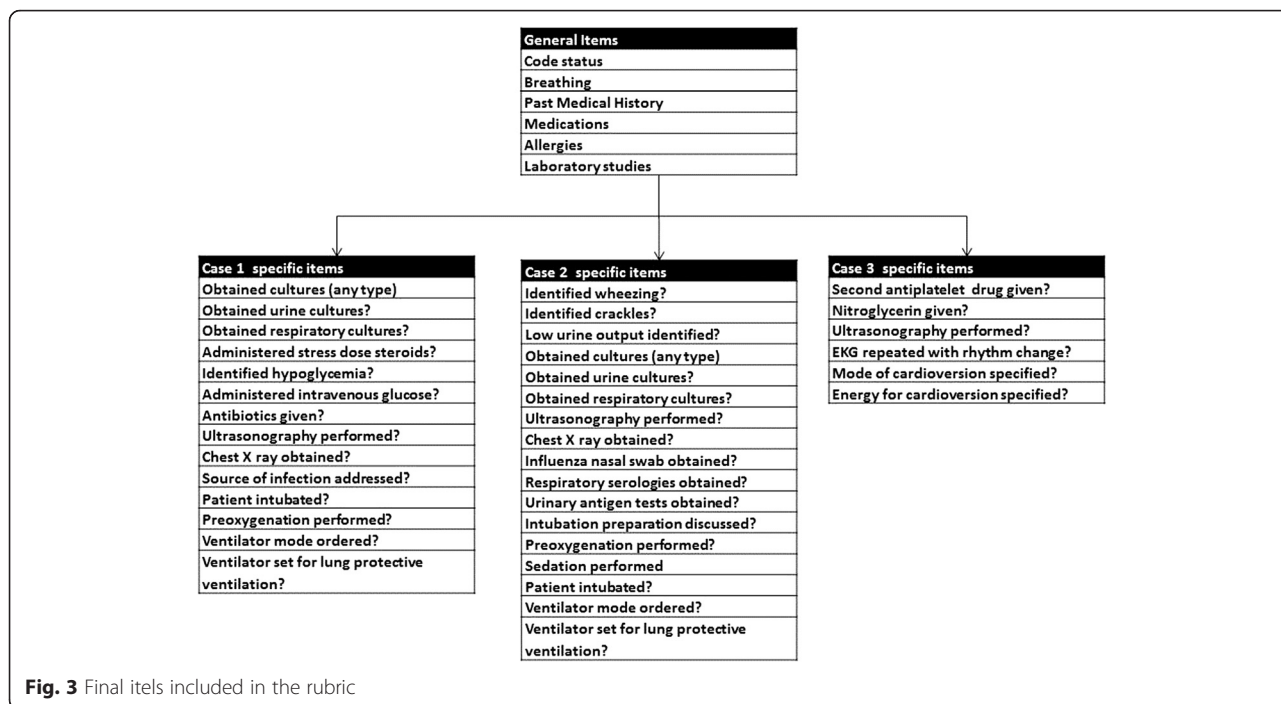 General Items
Code status
Breathing
Past Medical History
Medications
Allergies
Laboratory studies
Case 1 specific items
Obtained cultures (any type)
Obtained urine cultures?
Obtained respiratory cultures?
Administered stress dose steroids?
Identified hypoglycemia?
Administered intravenous glucose?
Antibiotics given?
Ultrasonography performed?
Chest X ray obtained?
Source of infection addressed?
Patient intubated?
Preoxygenation performed?
Ventilator mode ordered?
Ventilator set for lung protective
ventilation?
Case 2 specific items
Identified wheezing?
Identified crackles?
Low urine output identified?
Obtained cultures (any type)
Obtained urine cultures?
Obtained respiratory cultures?
Ultrasonography performed?
Chest X ray obtained?
Influenza nasal swab obtained?
Respiratory serologies obtained?
Urinary antigen tests obtained?
Intubation preparation discussed?
Preoxygenation performed?
Sedation performed
Patient intubated?
Ventilator mode ordered?
Ventilator set for lung protective
ventilation?
Case 3 specific items
Second antiplatelet drug given?
Nitroglycerin given?
Ultrasonography performed?
EKG repeated with rhythm change?
Mode of cardioversion specified?
Energy for cardioversion specified?
Fig. 3 Final itels included in the rubric